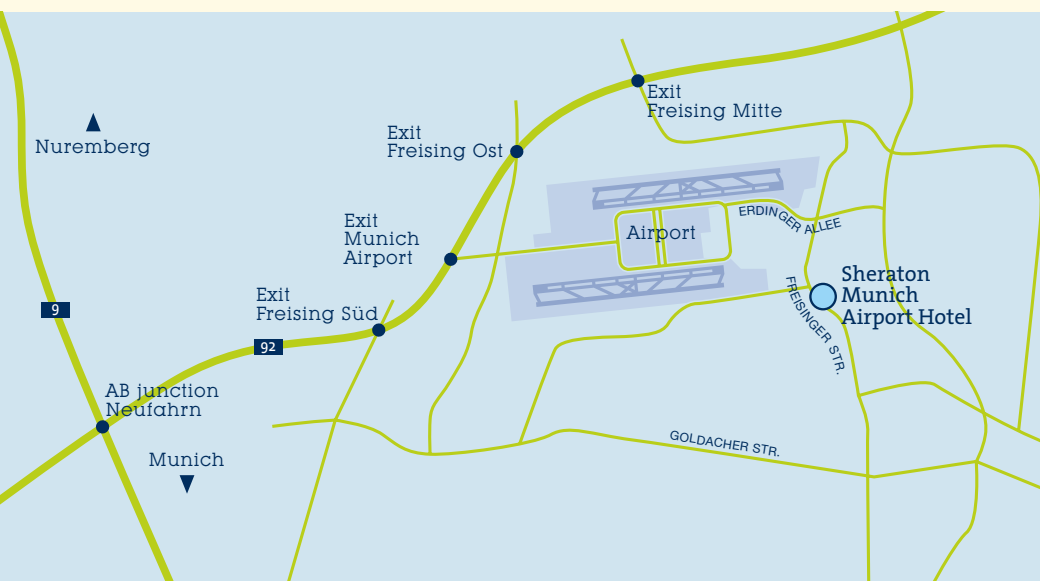 Exit
Freising Mitte
Nuremberg
Exit
Freising Ost
Exit
Munich
Airport
Airport
ERDINGER ALLEE
Sheraton
Munich
Airport Hotel
FREISINGER STR.
9
Exit
Freising Süd
92
AB junction
Neufahrn
Munich
GOLDACHER STR.